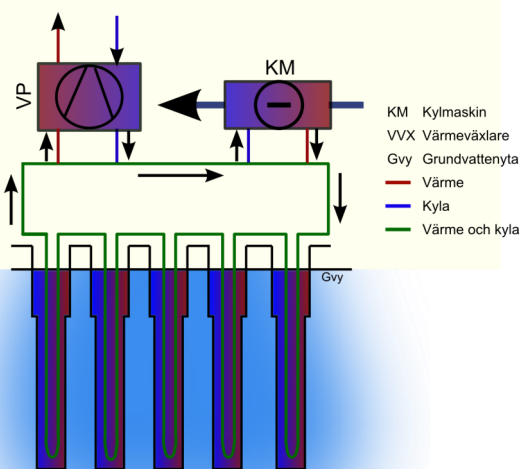 KM
VP
KM Kylmaskin
VVX Värmeväxlare
Gvy Grundvattenyta
Värme
Kyla
Värme och kyla
Gvy